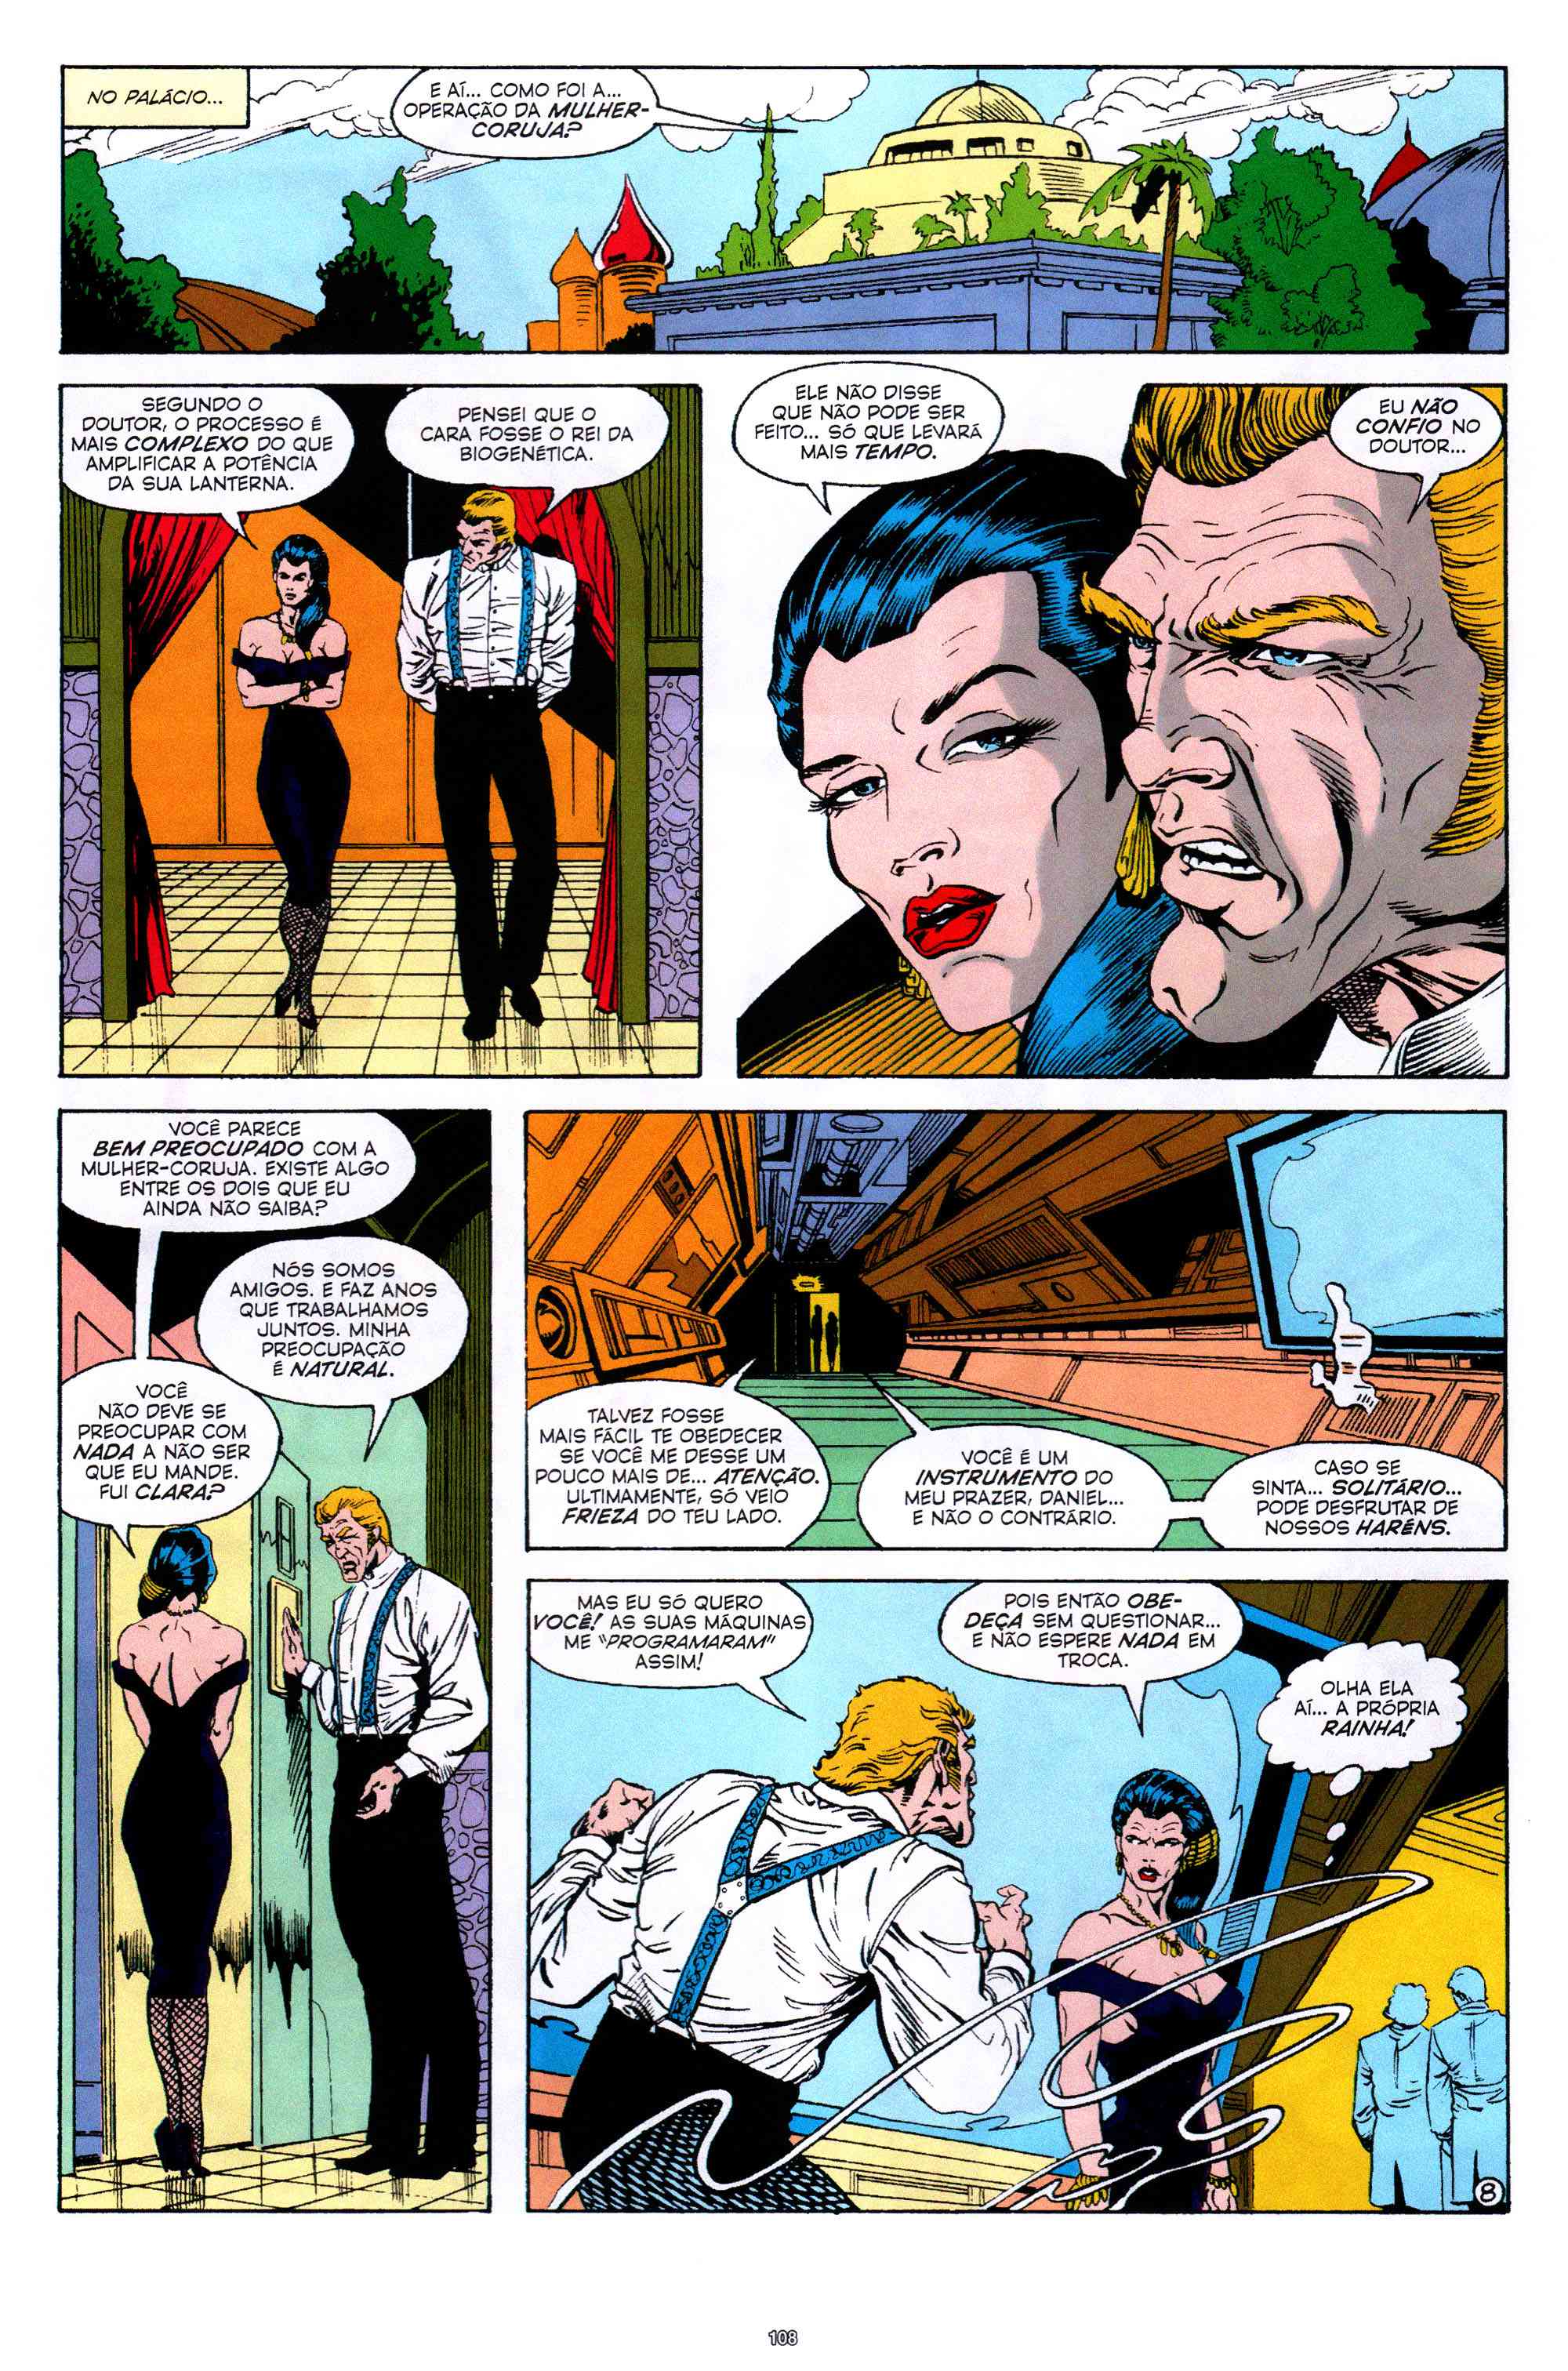 NO PALÁCIO...
E AÍ... COMO FOI A...
OPERAÇÃO DA MULHER-
CORUJA?
SEGUNDO O
DOUTOR, O PROCESSO É
MAIS COMPLEXO DO QUE
AMPLIFICAR A POTÊNCIA
DA SUA LANTERNA.
PENSEI QUE O
CARA FOSSE O REI DA
BIOGENÉTICA.
ELE NÃO DISSE
QUE NÃO PODE SER
FEITO... SÓ QUE LEVARÁ
MAIS TEMPO.
EU NÃO
CONFIO NO
DOUTOR...
VOCÊ PARECE
BEM PREOCUPADO COM A
MULHER-CORUJA. EXISTE ALGO
ENTRE OS DOIS QUE EU
AINDA NÃO SAIBA?
NÓS SOMOS
AMIGOS. E FAZ ANOS
QUE TRABALHAMOS
JUNTOS. MINHA
PREOCUPAÇÃO
É NATURAL.
VOCÊ
NÃO DEVE SE
PREOCUPAR COM
NADA A NÃO SER
QUE EU MANDE.
FUI CLARA?
TALVEZ FOSSE
MAIS FÁCIL TE OBEDECER
SE VOCÊ ME DESSE UM
POUCO MAIS DE... ATENÇÃO.
ULTIMAMENTE, SÓ VEIO
FRIEZA DO TEU LADO.
VOCÊ É UM
INSTRUMENTO DO
MEU PRAZER, DANIEL...
E NÃO O CONTRÁRIO.
CASO SE
SINTA... SOLITÁRIO...
PODE DESFRUTAR DE
NOSSOS HARÉNS.
MAS EU SÓ QUERO
VOCÊ! AS SUAS MÁQUINAS
ME "PROGRAMARAM"
ASSIM!
POIS ENTÃO OBE-
DEÇA SEM QUESTIONAR...
E NÃO ESPERE NADA EM
TROCA.
OLHA ELA
AÍ... A PRÓPRIA
RAINHA!
8
108